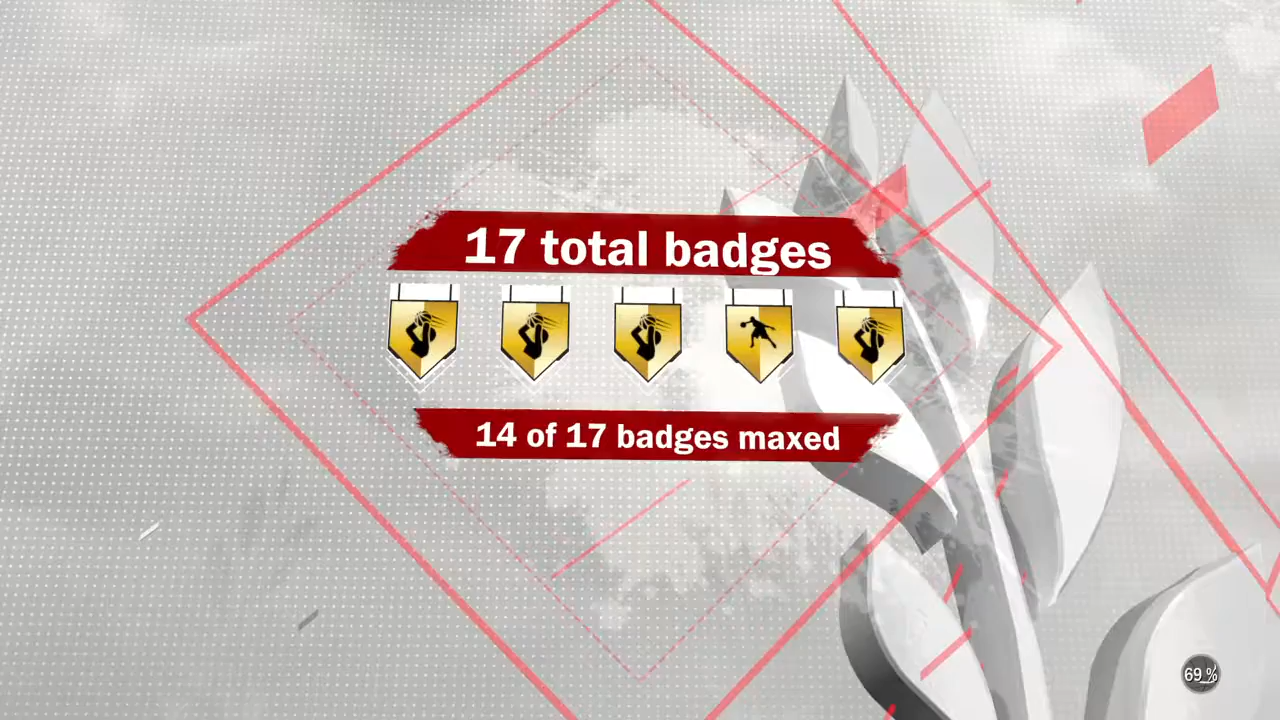 17 total badges
14 of 17 badges maxed
69 %